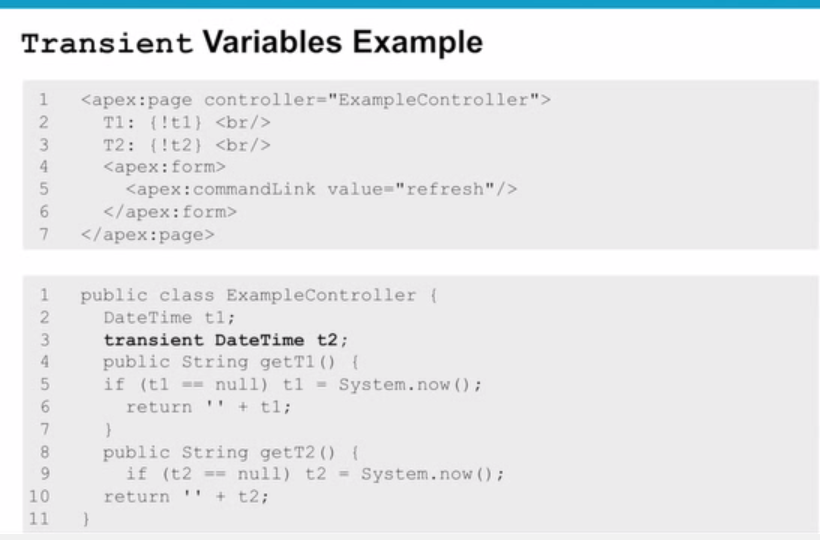 Transient Variables Example
1 <apex:page controller="ExampleController">
2 T1: {!t1} <br/>
3 T2: {!t2} <br/>
4 <apex:form>
5 <apex:commandLink value="refresh"/>
6 </apex:form>
7 </apex:page>
1 public class ExampleController {
2 DateTime t1;
3 transient DateTime t2;
4 public String getT1() {
5 if (t1 == null) t1 = System.now();
6 return '' + t1;
7 }
8 public String getT2() {
9 if (t2 == null) t2 = System.now();
10 return '' + t2;
11 }